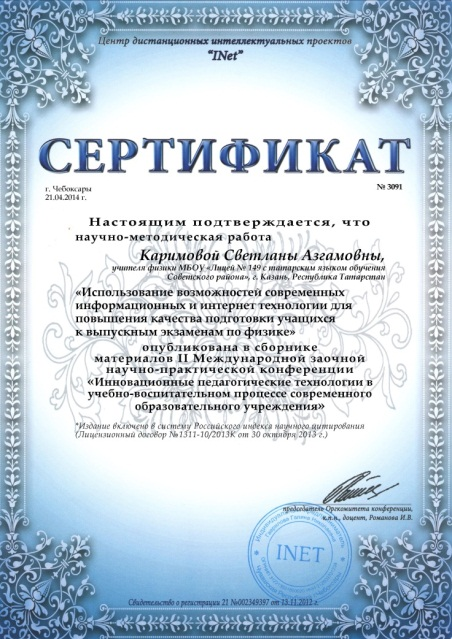 Центр дистанционных интеллектуальных проектов
"INet"
СЕРТИФИКАТ
г. Чебоксары
21.04.2014 г.
№ 3091
Настоящим подтверждается, что
научно-методическая работа
Каримовой Светланы Азгамовны,
учителя физики МБОУ «Лицей № 149 с татарским языком обучения
Советского района», г. Казань, Республика Татарстан
«Использование возможностей современных
информационных и интернет технологии для
повышения качества подготовки учащихся
к выпускным экзаменам по физике»
опубликована в сборнике
материалов II Международной заочной
научно-практической конференции
«Инновационные педагогические технологии в
учебно-воспитательном процессе современного
образовательного учреждения»
*Издание включено в систему Российского индекса научного цитирования
(Лицензионный договор №1311-10/2013К от 30 октября 2013 г.)
председатель Оргкомитета конференции,
к.п.н., доцент, Романова И.В.
INET
Свидетельство о регистрации 21 №002349397 от 13.11.2012 г.